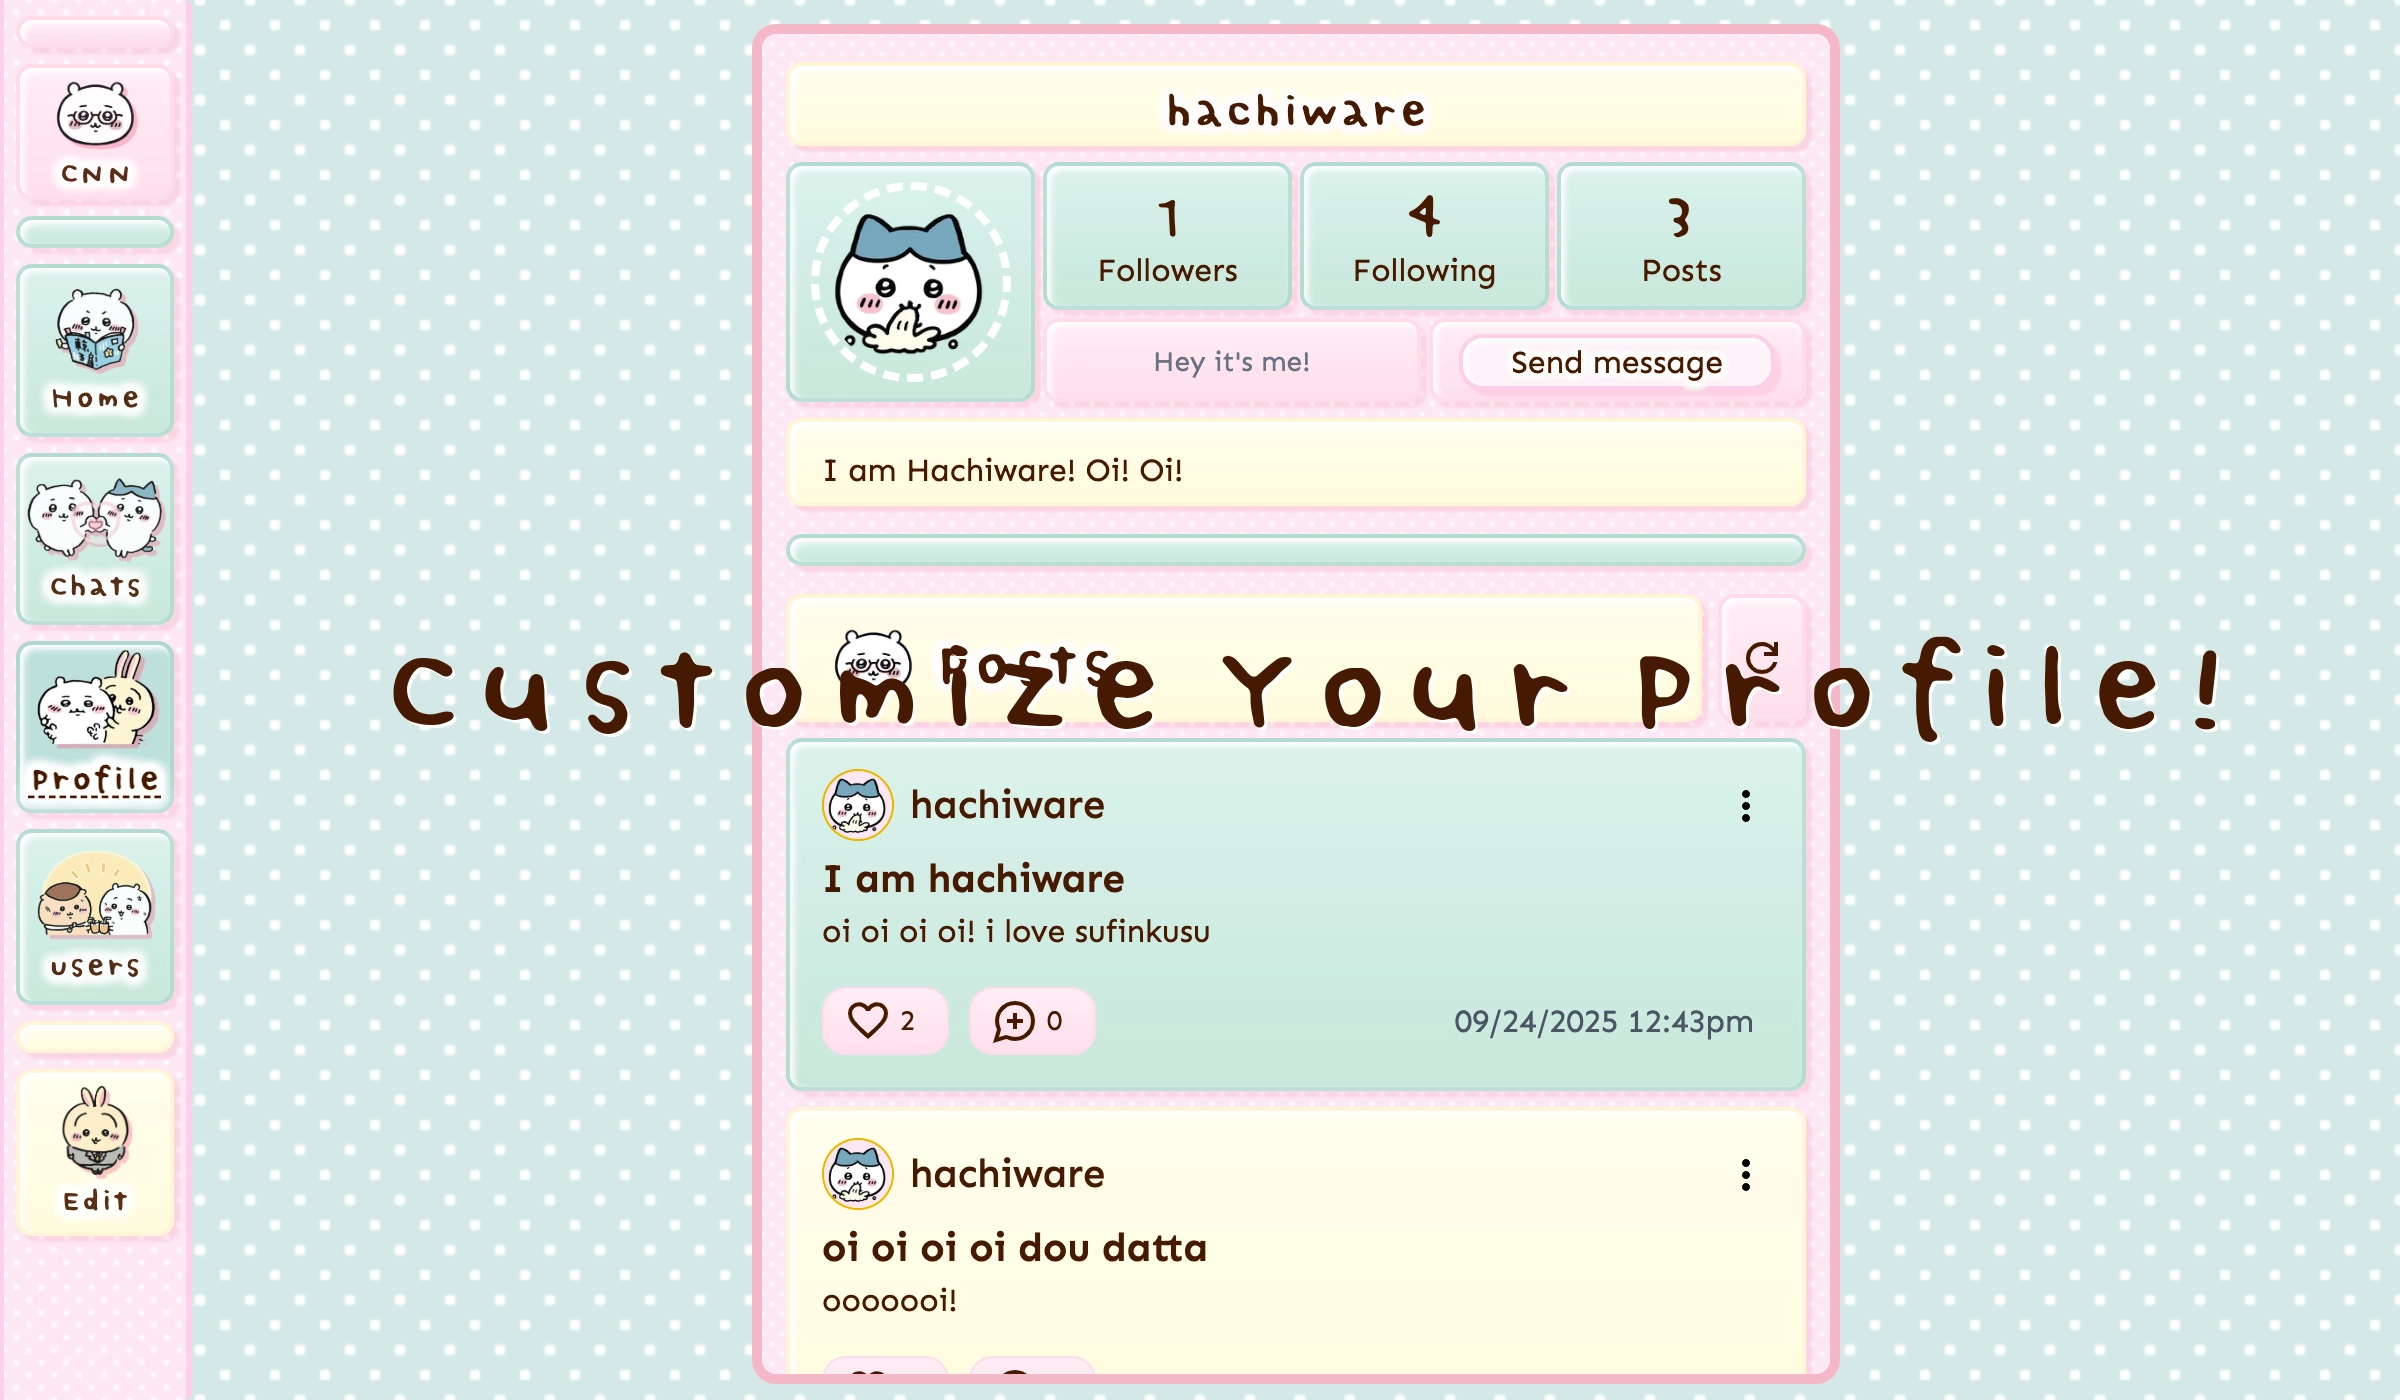 CNN
Home
Chats
Profile
users
Edit
hachiware
1
Followers
4
Following
3
Posts
Hey it's me!
Send message
I am Hachiware! Oi! Oi!
Posts
Customize Your Profile!
hachiware
I am hachiware
oi oi oi oi! i love sufinkusu
2
0
09/24/2025 12:43pm
hachiware
oi oi oi oi dou datta
ooooooi!